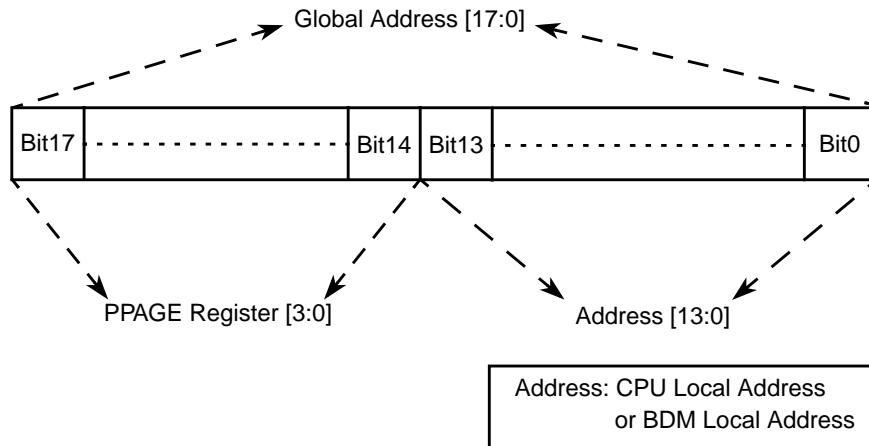 Global Address [17:0]
Bit17
Bit14
Bit13
Bit0
PPAGE Register [3:0]
Address [13:0]
Address: CPU Local Address
or BDM Local Address